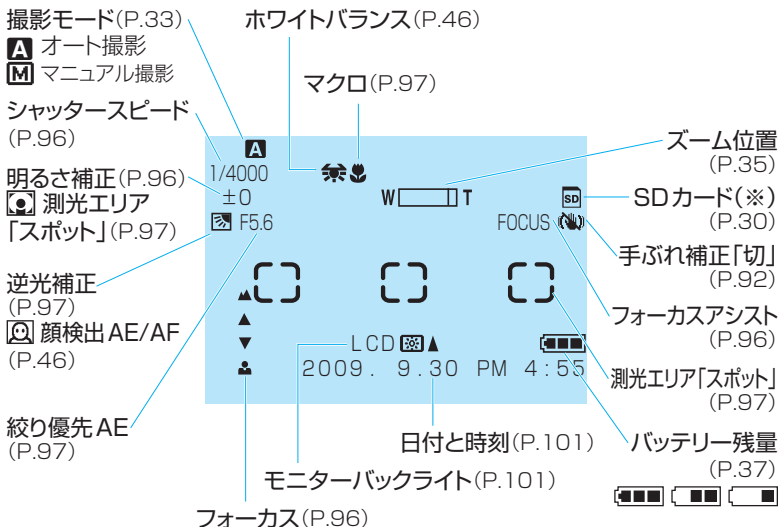 撮影モード(P.33)
A オート撮影
M マニュアル撮影
シャッタースピード
(P.96)
明るさ補正(P.96)
測光エリア
「スポット」(P.97)
逆光補正
(P.97)
顔検出AE/AF
(P.46)
絞り優先AE
(P.97)
ホワイトバランス(P.46)
マクロ(P.97)
A
1/4000
±0
F5.6
W T
SD
FOCUS
LCD
2009. 9.30 PM 4:55
ズーム位置
(P.35)
SDカード(※)
(P.30)
手ぶれ補正「切」
(P.92)
フォーカスアシスト
(P.96)
測光エリア「スポット」
(P.97)
バッテリー残量
(P.37)
日付と時刻(P.101)
モニターバックライト(P.101)
フォーカス(P.96)